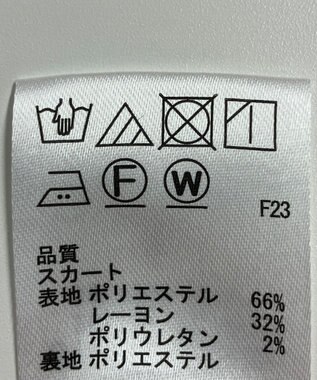 F W F23
品質
スカート
表地 ポリエステル 66%
レーヨン 32%
ポリウレタン 2%
裏地 ポリエステル